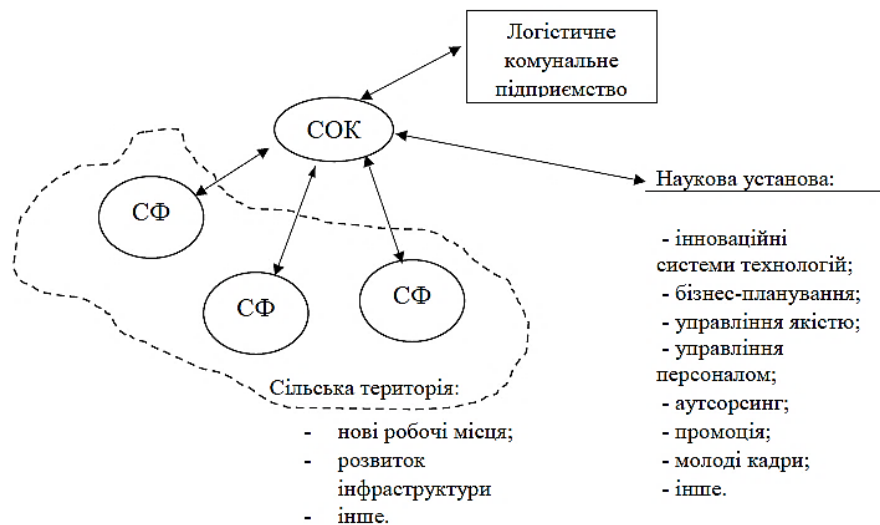 Логістичне
комунальне
підприємство
СОК
Наукова установа:
СФ
СФ
СФ
- інноваційні
системи технологій;
- бізнес-планування;
- управління якістю;
- управління
персоналом;
- аутсорсинг;
- промоція;
- молоді кадри;
- інше.
Сільська територія:
- нові робочі місця;
- розвиток
інфраструктури
- інше.